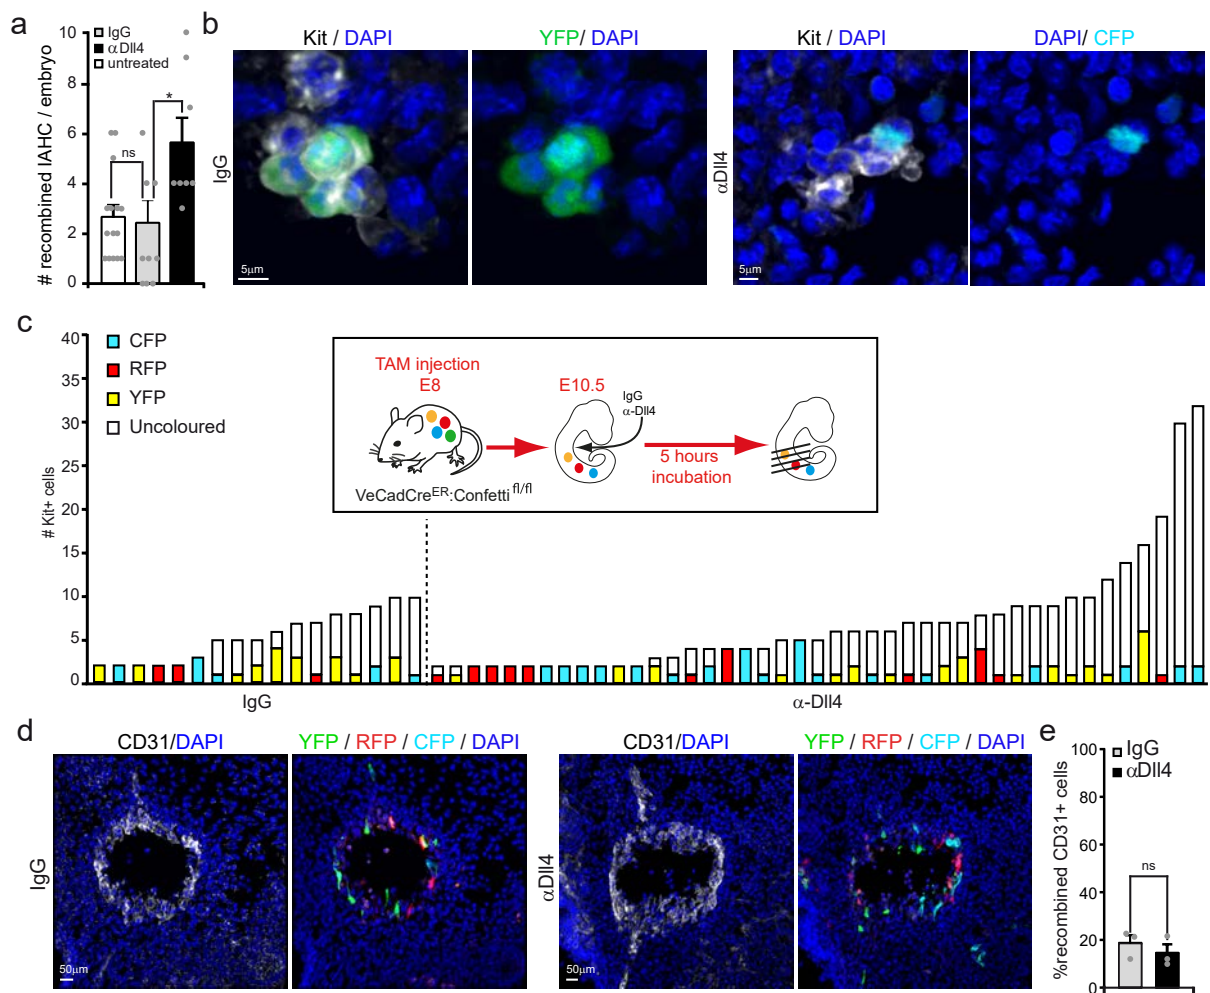 a
IgG
αDll4
untreated
# recombined IAHC / embryo
10
8
6
4
2
0
ns
*
b
Kit / DAPI
YFP/ DAPI
Kit / DAPI
DAPI/ CFP
IgG
αDll4
5μm
5μm
c
CFP
RFP
YFP
Uncoloured
# Kit+ cells
40
35
30
25
20
15
10
5
0
TAM injection
E8
E10.5
IgG
α-Dll4
5 hours
incubation
VeCadCreER:Confetti fl/fl
IgG
α-Dll4
d
CD31/DAPI
YFP / RFP / CFP / DAPI
CD31/DAPI
YFP / RFP / CFP / DAPI
IgG
αDll4
50μm
50μm
e
IgG
αDll4
%recombined CD31+ cells
100
80
60
40
20
0
ns